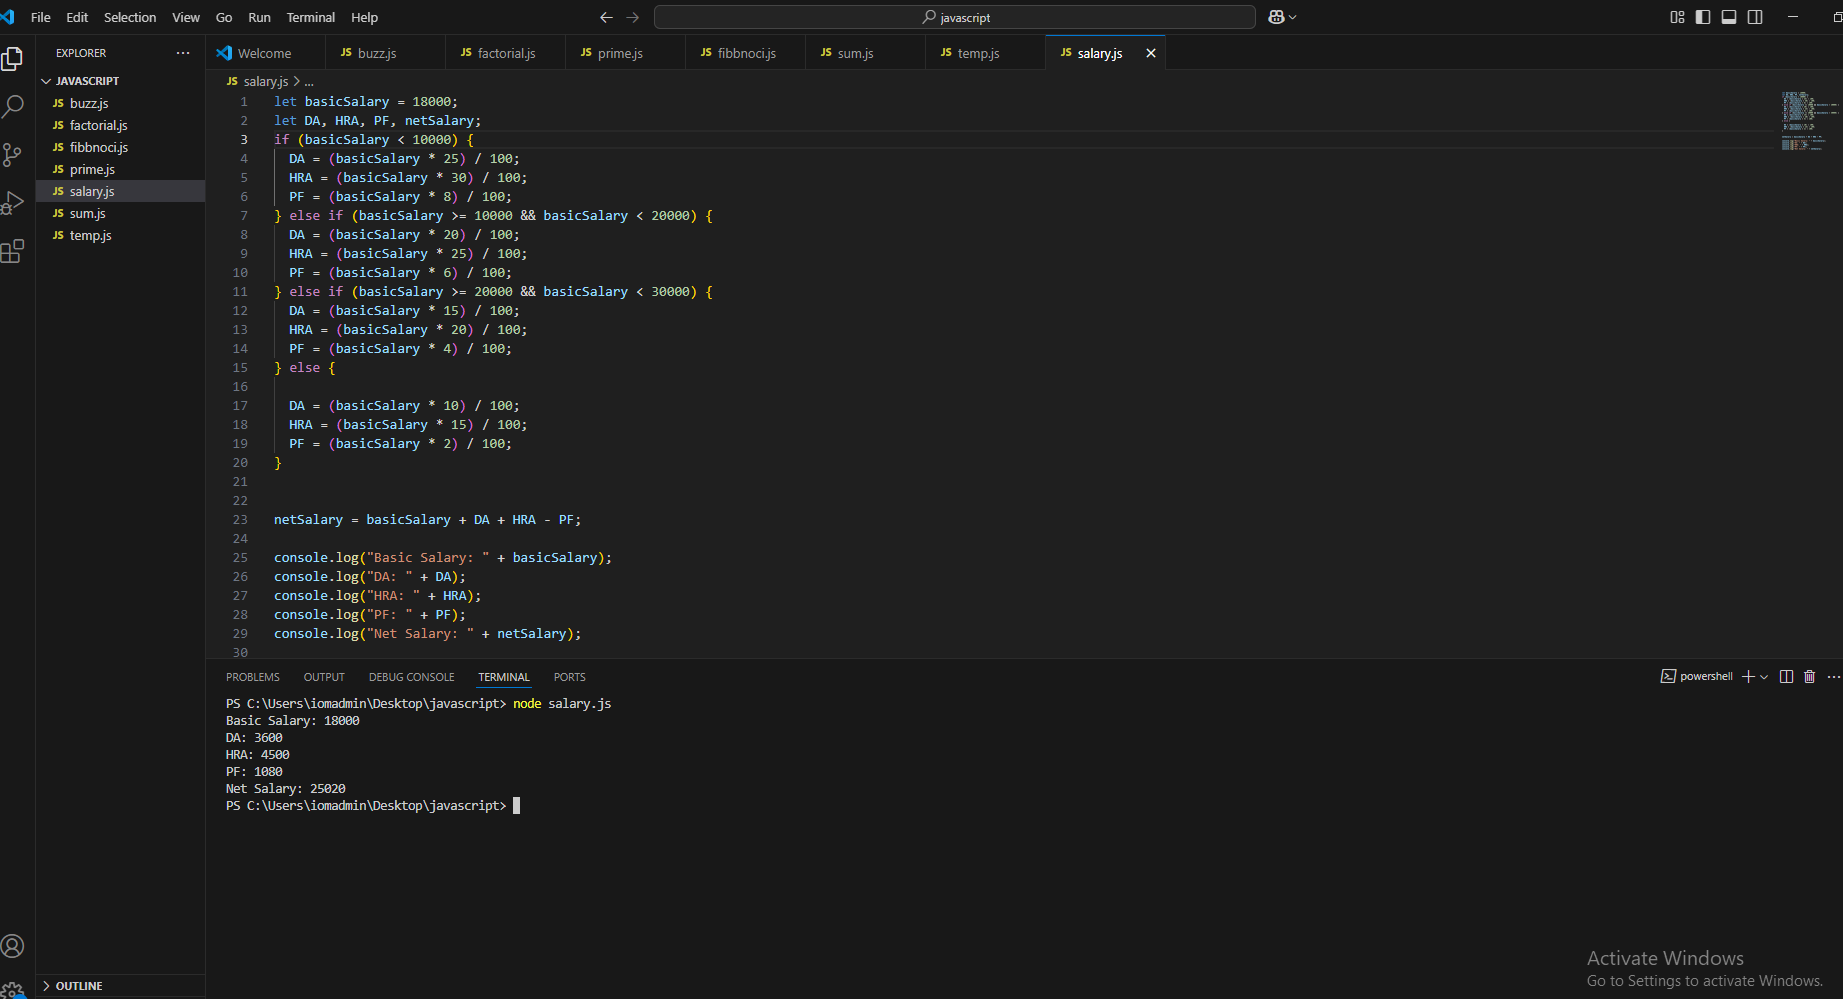 File Edit Selection View Go Run Terminal Help
javascript
EXPLORER
JAVASCRIPT
JS buzz.js
JS factorial.js
JS fibbnoci.js
JS prime.js
JS salary.js
JS sum.js
JS temp.js
OUTLINE
Welcome JS buzz.js JS factorial.js JS prime.js JS fibbnoci.js JS sum.js JS temp.js JS salary.js
JS salary.js > ...
1 let basicSalary = 18000;
2 let DA, HRA, PF, netSalary;
3 if (basicSalary < 10000) {
4 DA = (basicSalary * 25) / 100;
5 HRA = (basicSalary * 30) / 100;
6 PF = (basicSalary * 8) / 100;
7 } else if (basicSalary >= 10000 && basicSalary < 20000) {
8 DA = (basicSalary * 20) / 100;
9 HRA = (basicSalary * 25) / 100;
10 PF = (basicSalary * 6) / 100;
11 } else if (basicSalary >= 20000 && basicSalary < 30000) {
12 DA = (basicSalary * 15) / 100;
13 HRA = (basicSalary * 20) / 100;
14 PF = (basicSalary * 4) / 100;
15 } else {
16
17 DA = (basicSalary * 10) / 100;
18 HRA = (basicSalary * 15) / 100;
19 PF = (basicSalary * 2) / 100;
20 }
21
22
23 netSalary = basicSalary + DA + HRA - PF;
24
25 console.log("Basic Salary: " + basicSalary);
26 console.log("DA: " + DA);
27 console.log("HRA: " + HRA);
28 console.log("PF: " + PF);
29 console.log("Net Salary: " + netSalary);
30
PROBLEMS OUTPUT DEBUG CONSOLE TERMINAL PORTS
powershell
PS C:\Users\iomadmin\Desktop\javascript> node salary.js
Basic Salary: 18000
DA: 3600
HRA: 4500
PF: 1080
Net Salary: 25020
PS C:\Users\iomadmin\Desktop\javascript>
Activate Windows
Go to Settings to activate Windows.